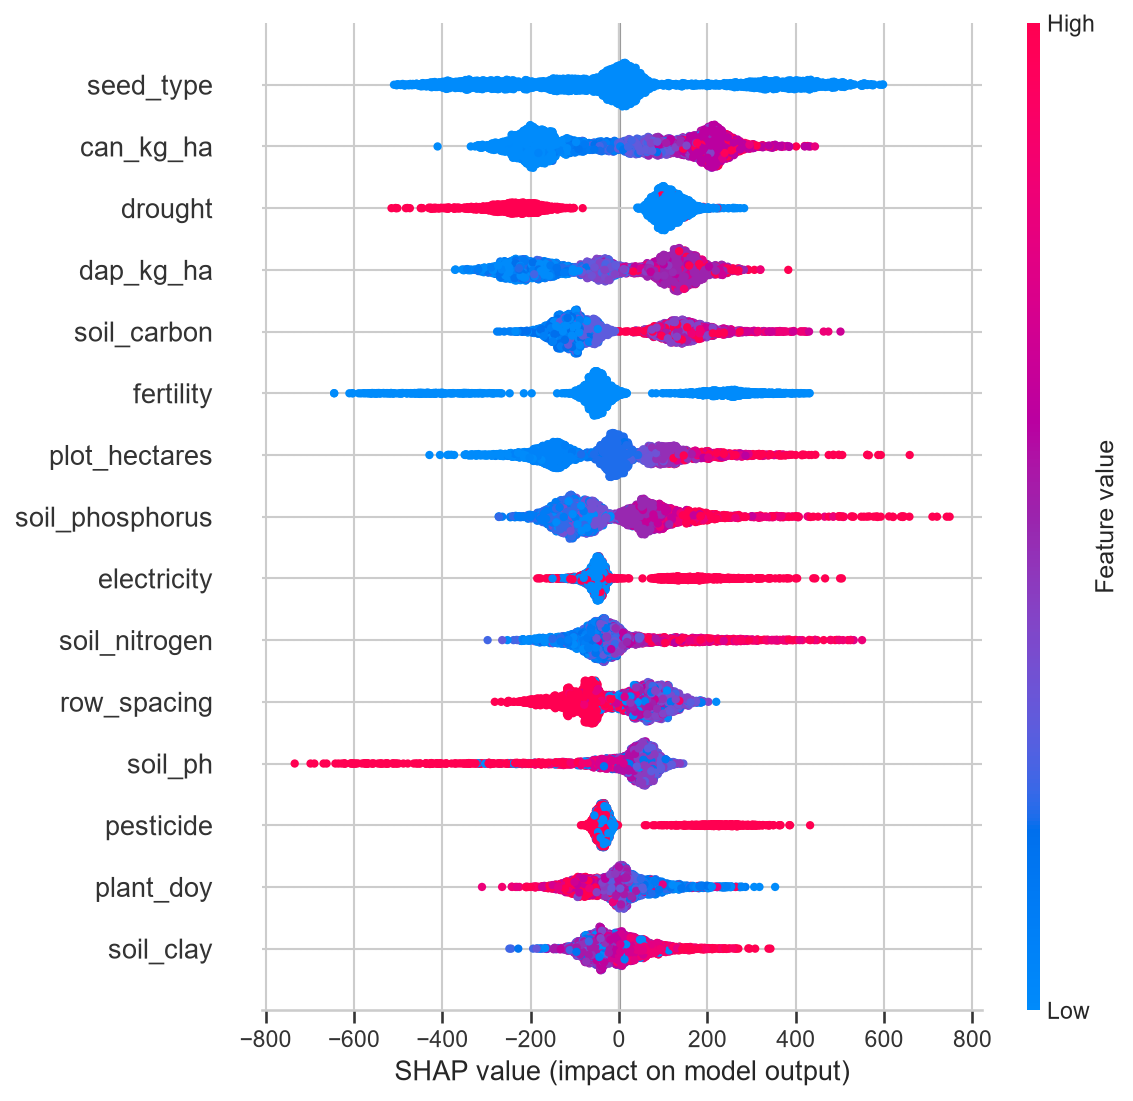 High
seed_type
can_kg_ha
drought
dap_kg_ha
soil_carbon
fertility
plot_hectares
soil_phosphorus
electricity
soil_nitrogen
row_spacing
soil_ph
pesticide
plant_doy
soil_clay
Feature value
Low
−800 −600 −400 −200 0 200 400 600 800
SHAP value (impact on model output)